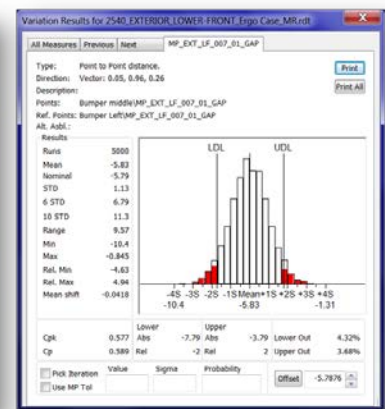 Variation Results for 2540_EXTERIOR_LOWER-FRONT_Ergo Case_MR.rdt
All Measures Previous Next MP_EXT_LF_007_01_GAP
Type: Point to Point distance.
Print
Direction: Vector: 0.05, 0.96, 0.26
Print All
Description:
Points: Bumper middle\MP_EXT_LF_007_01_GAP
Ref. Points: Bumper Left\MP_EXT_LF_007_01_GAP
Alt. Asbl.:
Results
Runs 5000
Mean -5.83
Nominal -5.79
STD 1.13
6 STD 6.79
10 STD 11.3
Range 9.57
Min -10.4
Max -0.845
Rel. Min -4.63
Rel. Max 4.94
Mean shift -0.0418
LDL UDL
-4S -3S -2S -1S Mean +1S +2S +3S +4S
-10.4 -5.83 -1.31
Lower Upper
Cpk 0.577 Abs -7.79 Abs -3.79 Lower Out 4.32%
Cp 0.589 Rel -2 Rel 2 Upper Out 3.68%
Pick Iteration Value Sigma Probability
Use MP Tol
Offset -5.7876